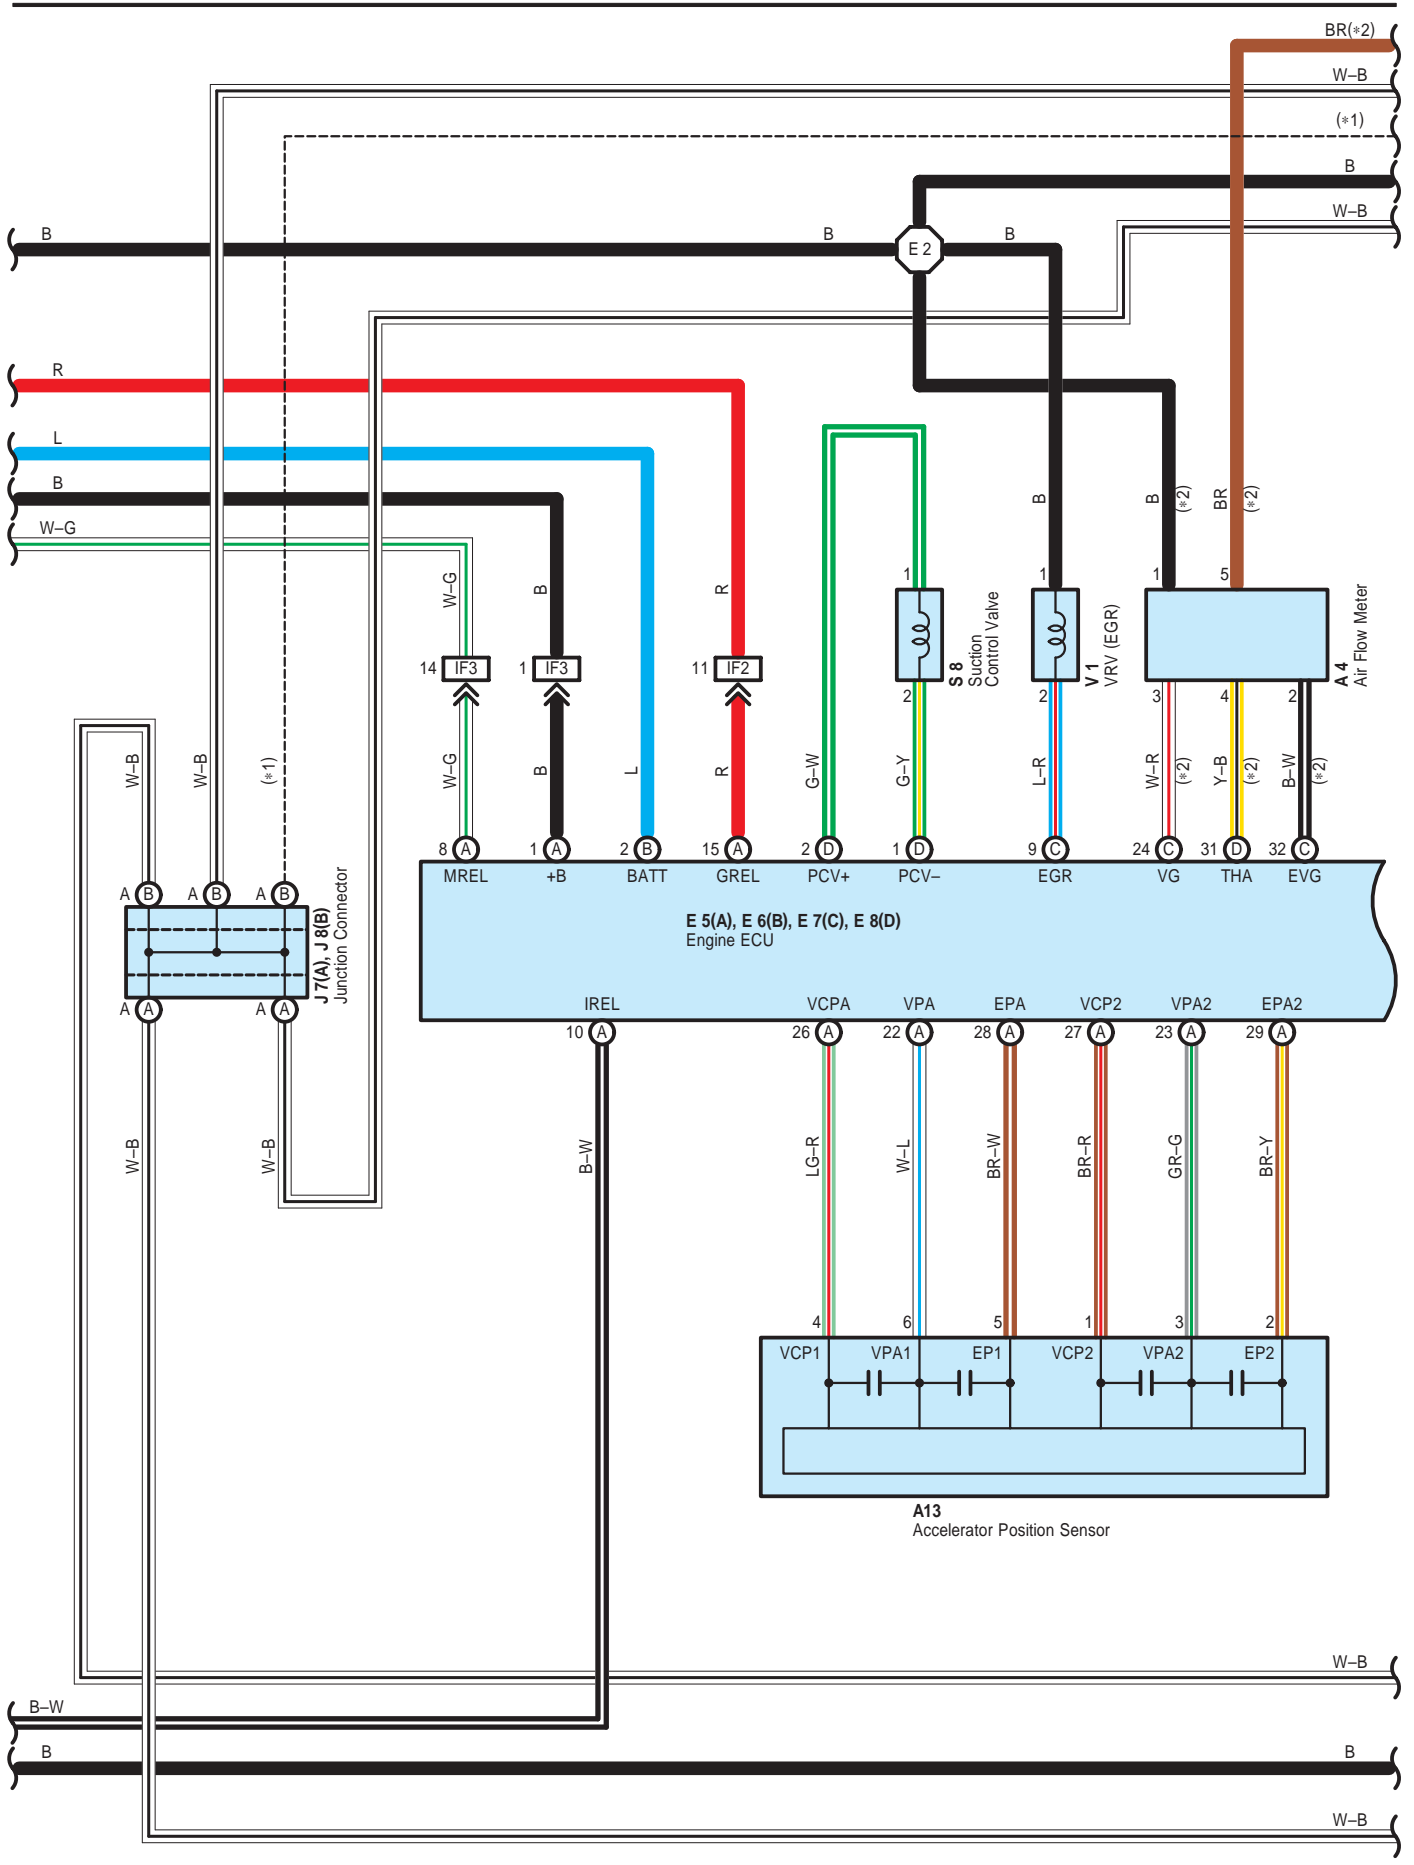 BR(*2)
W–B
(*1)
B
W–B
B
B
E 2
B
R
L
B
W–G
W–G
B
R
B
B
(*2)
BR
(*2)
14 IF3
1 IF3
11 IF2
1
S 8
Suction
Control Valve
2
1
V 1
VRV (EGR)
2
1
5
A 4
Air Flow Meter
3
4
2
W–B
W–B
(*1)
W–G
B
L
R
G–W
G–Y
L–R
W–R
(*2)
Y–B
(*2)
B–W
(*2)
8 A
1 A
2 B
15 A
2 D
1 D
9 C
24 C
31 D
32 C
MREL
+B
BATT
GREL
PCV+
PCV–
EGR
VG
THA
EVG
A B
A B
A B
J 7(A), J 8(B)
Junction Connector
A A
A A
E 5(A), E 6(B), E 7(C), E 8(D)
Engine ECU
IREL
VCPA
VPA
EPA
VCP2
VPA2
EPA2
10 A
26 A
22 A
28 A
27 A
23 A
29 A
W–B
W–B
B–W
LG–R
W–L
BR–W
BR–R
GR–G
BR–Y
4
6
5
1
3
2
VCP1
VPA1
EP1
VCP2
VPA2
EP2
A13
Accelerator Position Sensor
W–B
B–W
B
B
W–B